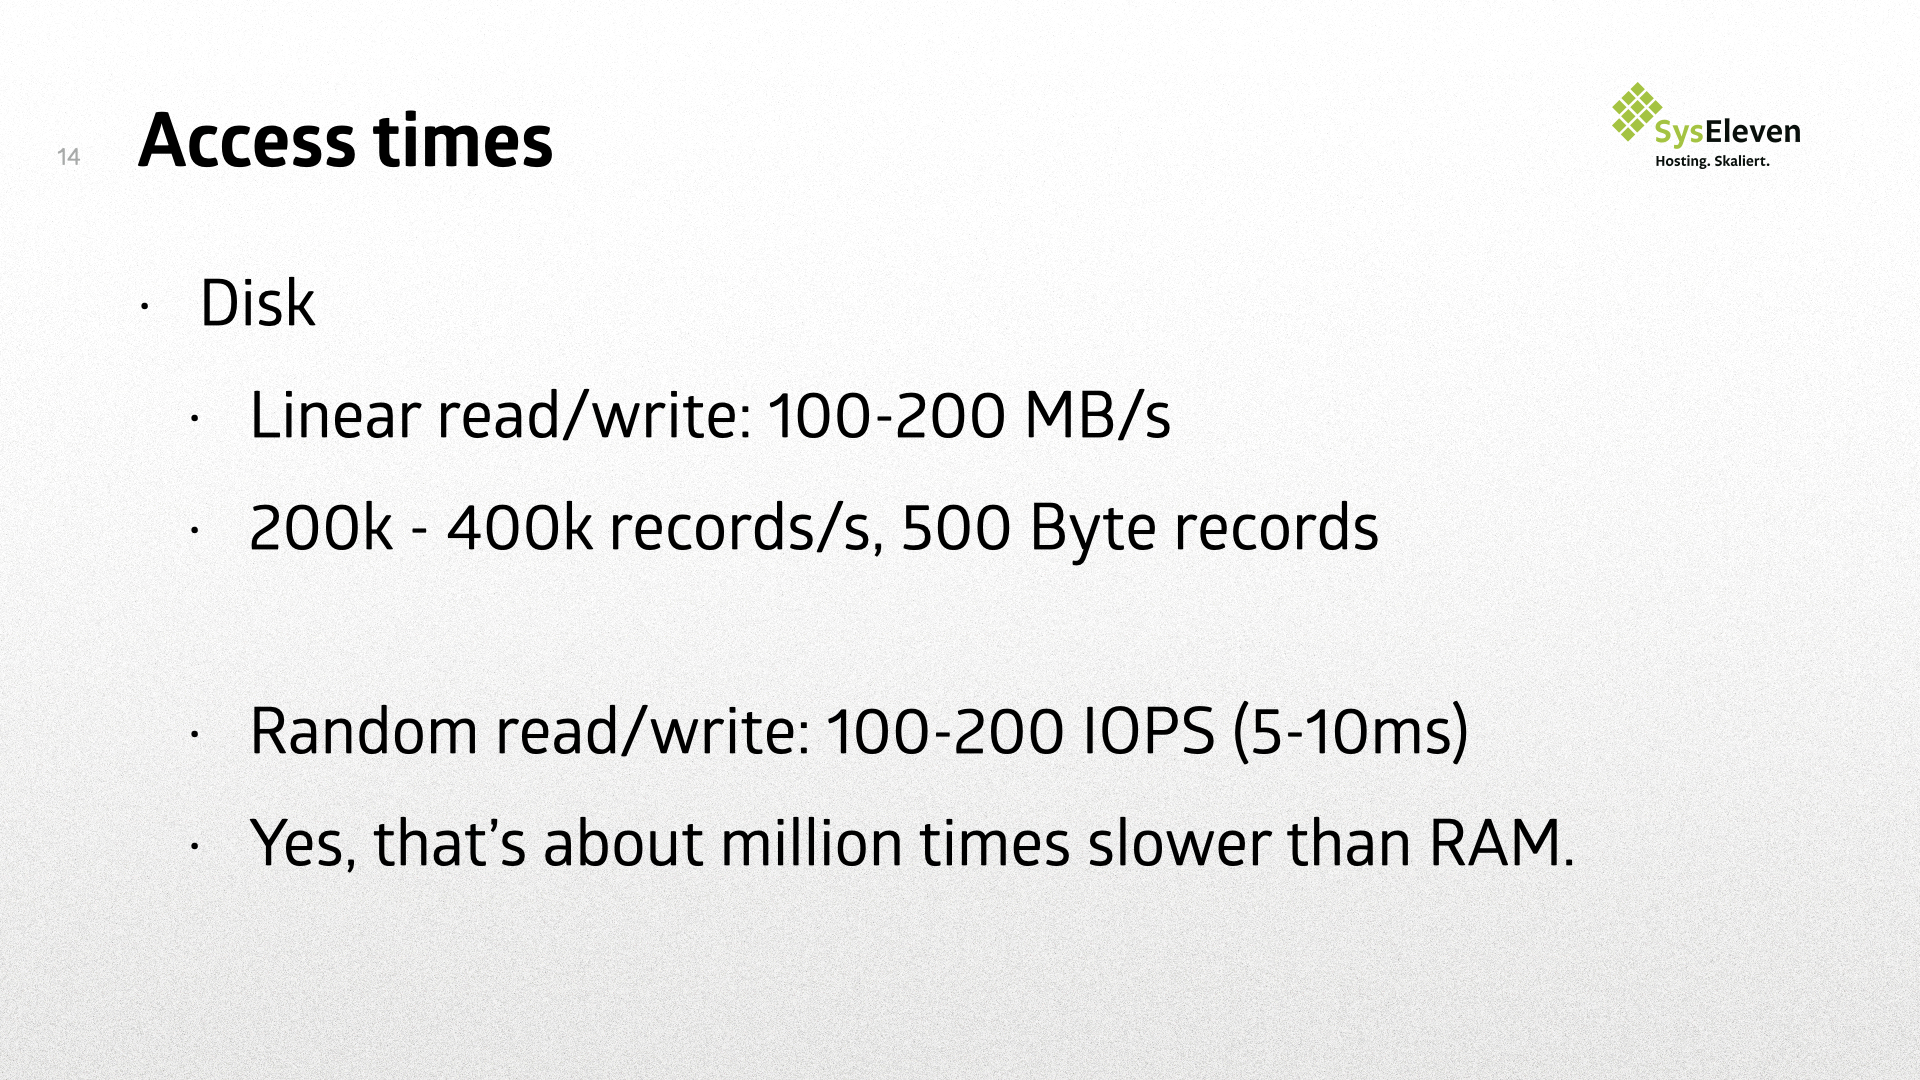 14
Access times
SysEleven
Hosting. Skaliert.
· Disk
· Linear read/write: 100-200 MB/s
· 200k - 400k records/s, 500 Byte records
· Random read/write: 100-200 IOPS (5-10ms)
· Yes, that’s about million times slower than RAM.